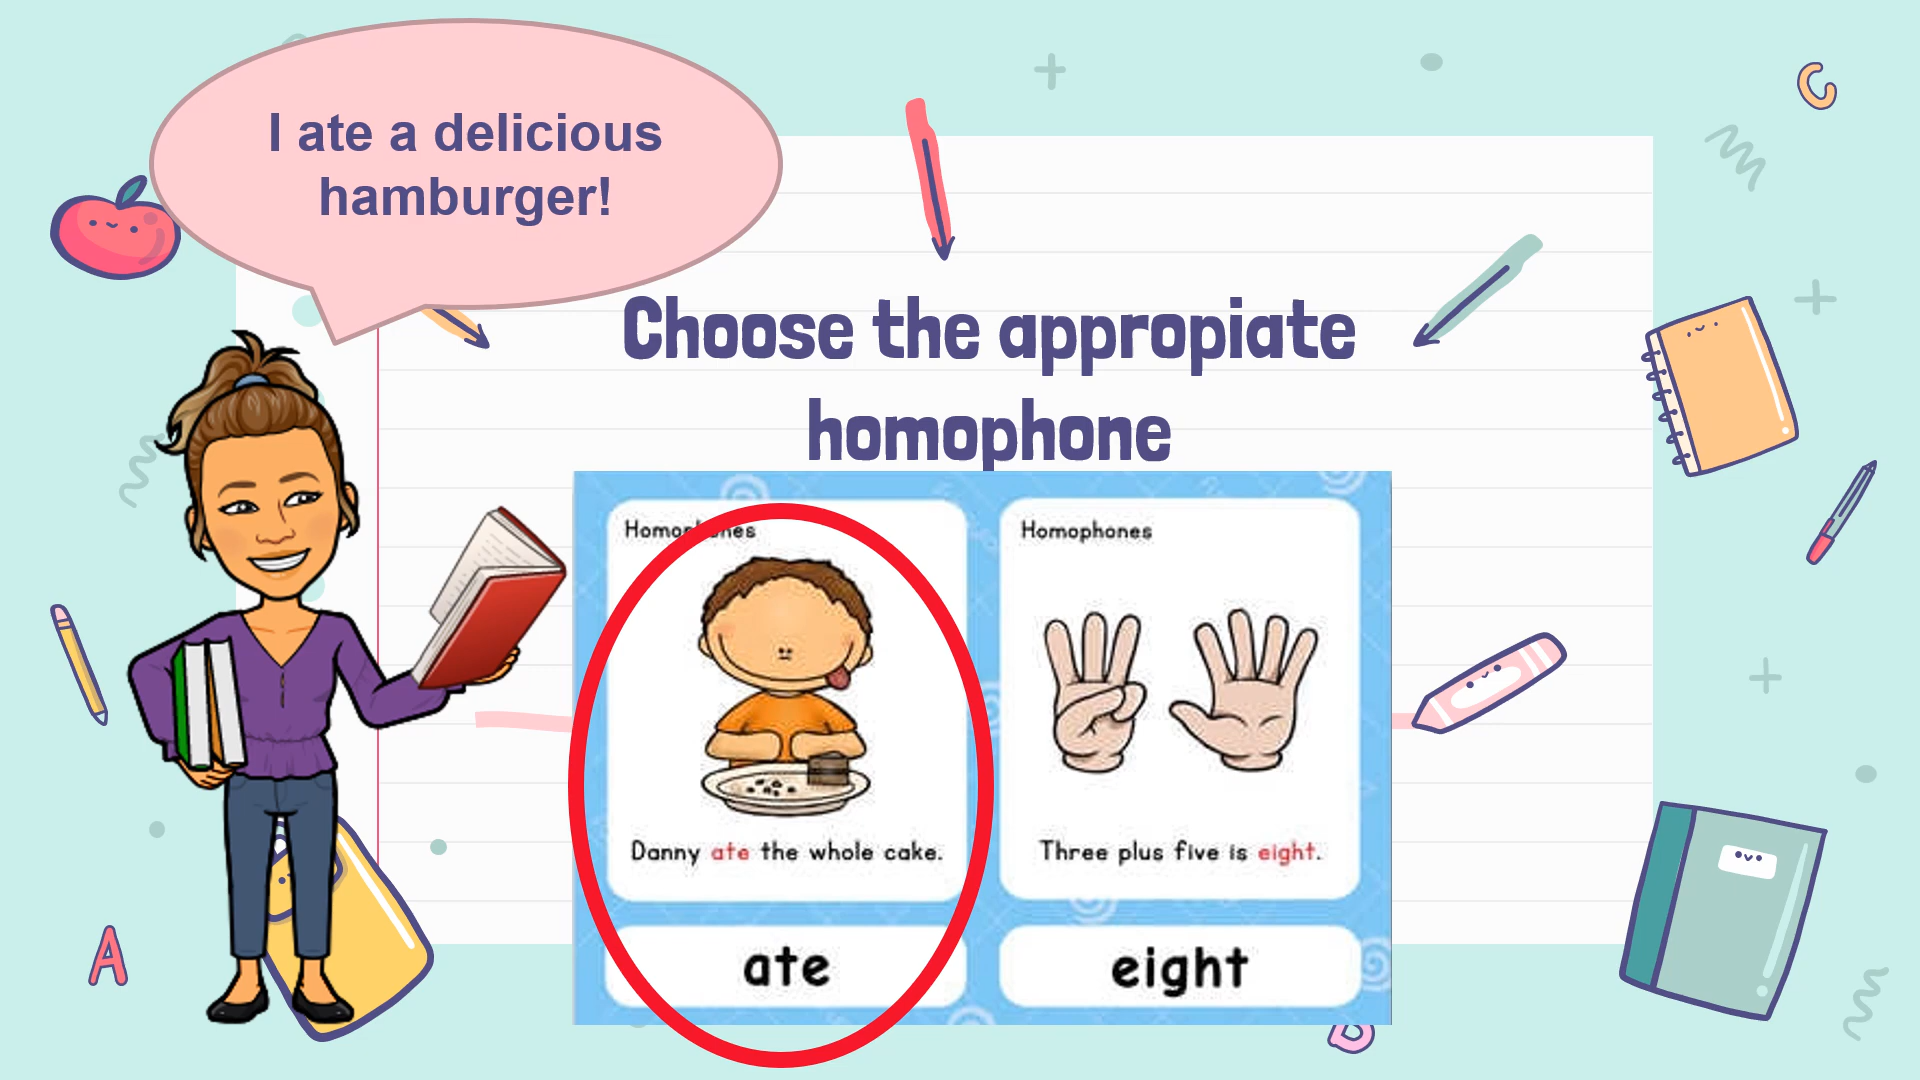 I ate a delicious
hamburger!
Choose the appropiate
homophone
Homophones
Danny ate the whole cake.
ate
Homophones
Three plus five is eight.
eight
C
A
B